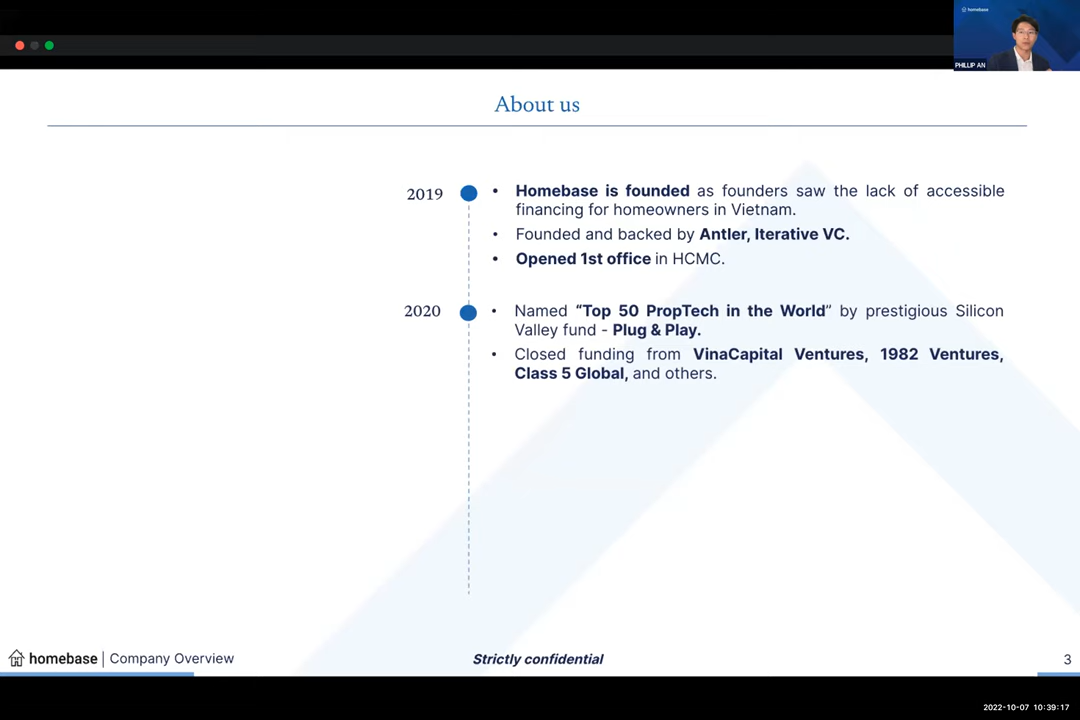 homebase
PHILLIP AN
About us
2019
• Homebase is founded as founders saw the lack of accessible
financing for homeowners in Vietnam.
• Founded and backed by Antler, Iterative VC.
• Opened 1st office in HCMC.
2020
• Named “Top 50 PropTech in the World” by prestigious Silicon
Valley fund - Plug & Play.
• Closed funding from VinaCapital Ventures, 1982 Ventures,
Class 5 Global, and others.
homebase | Company Overview
Strictly confidential
3
2022-10-07 10:39:17